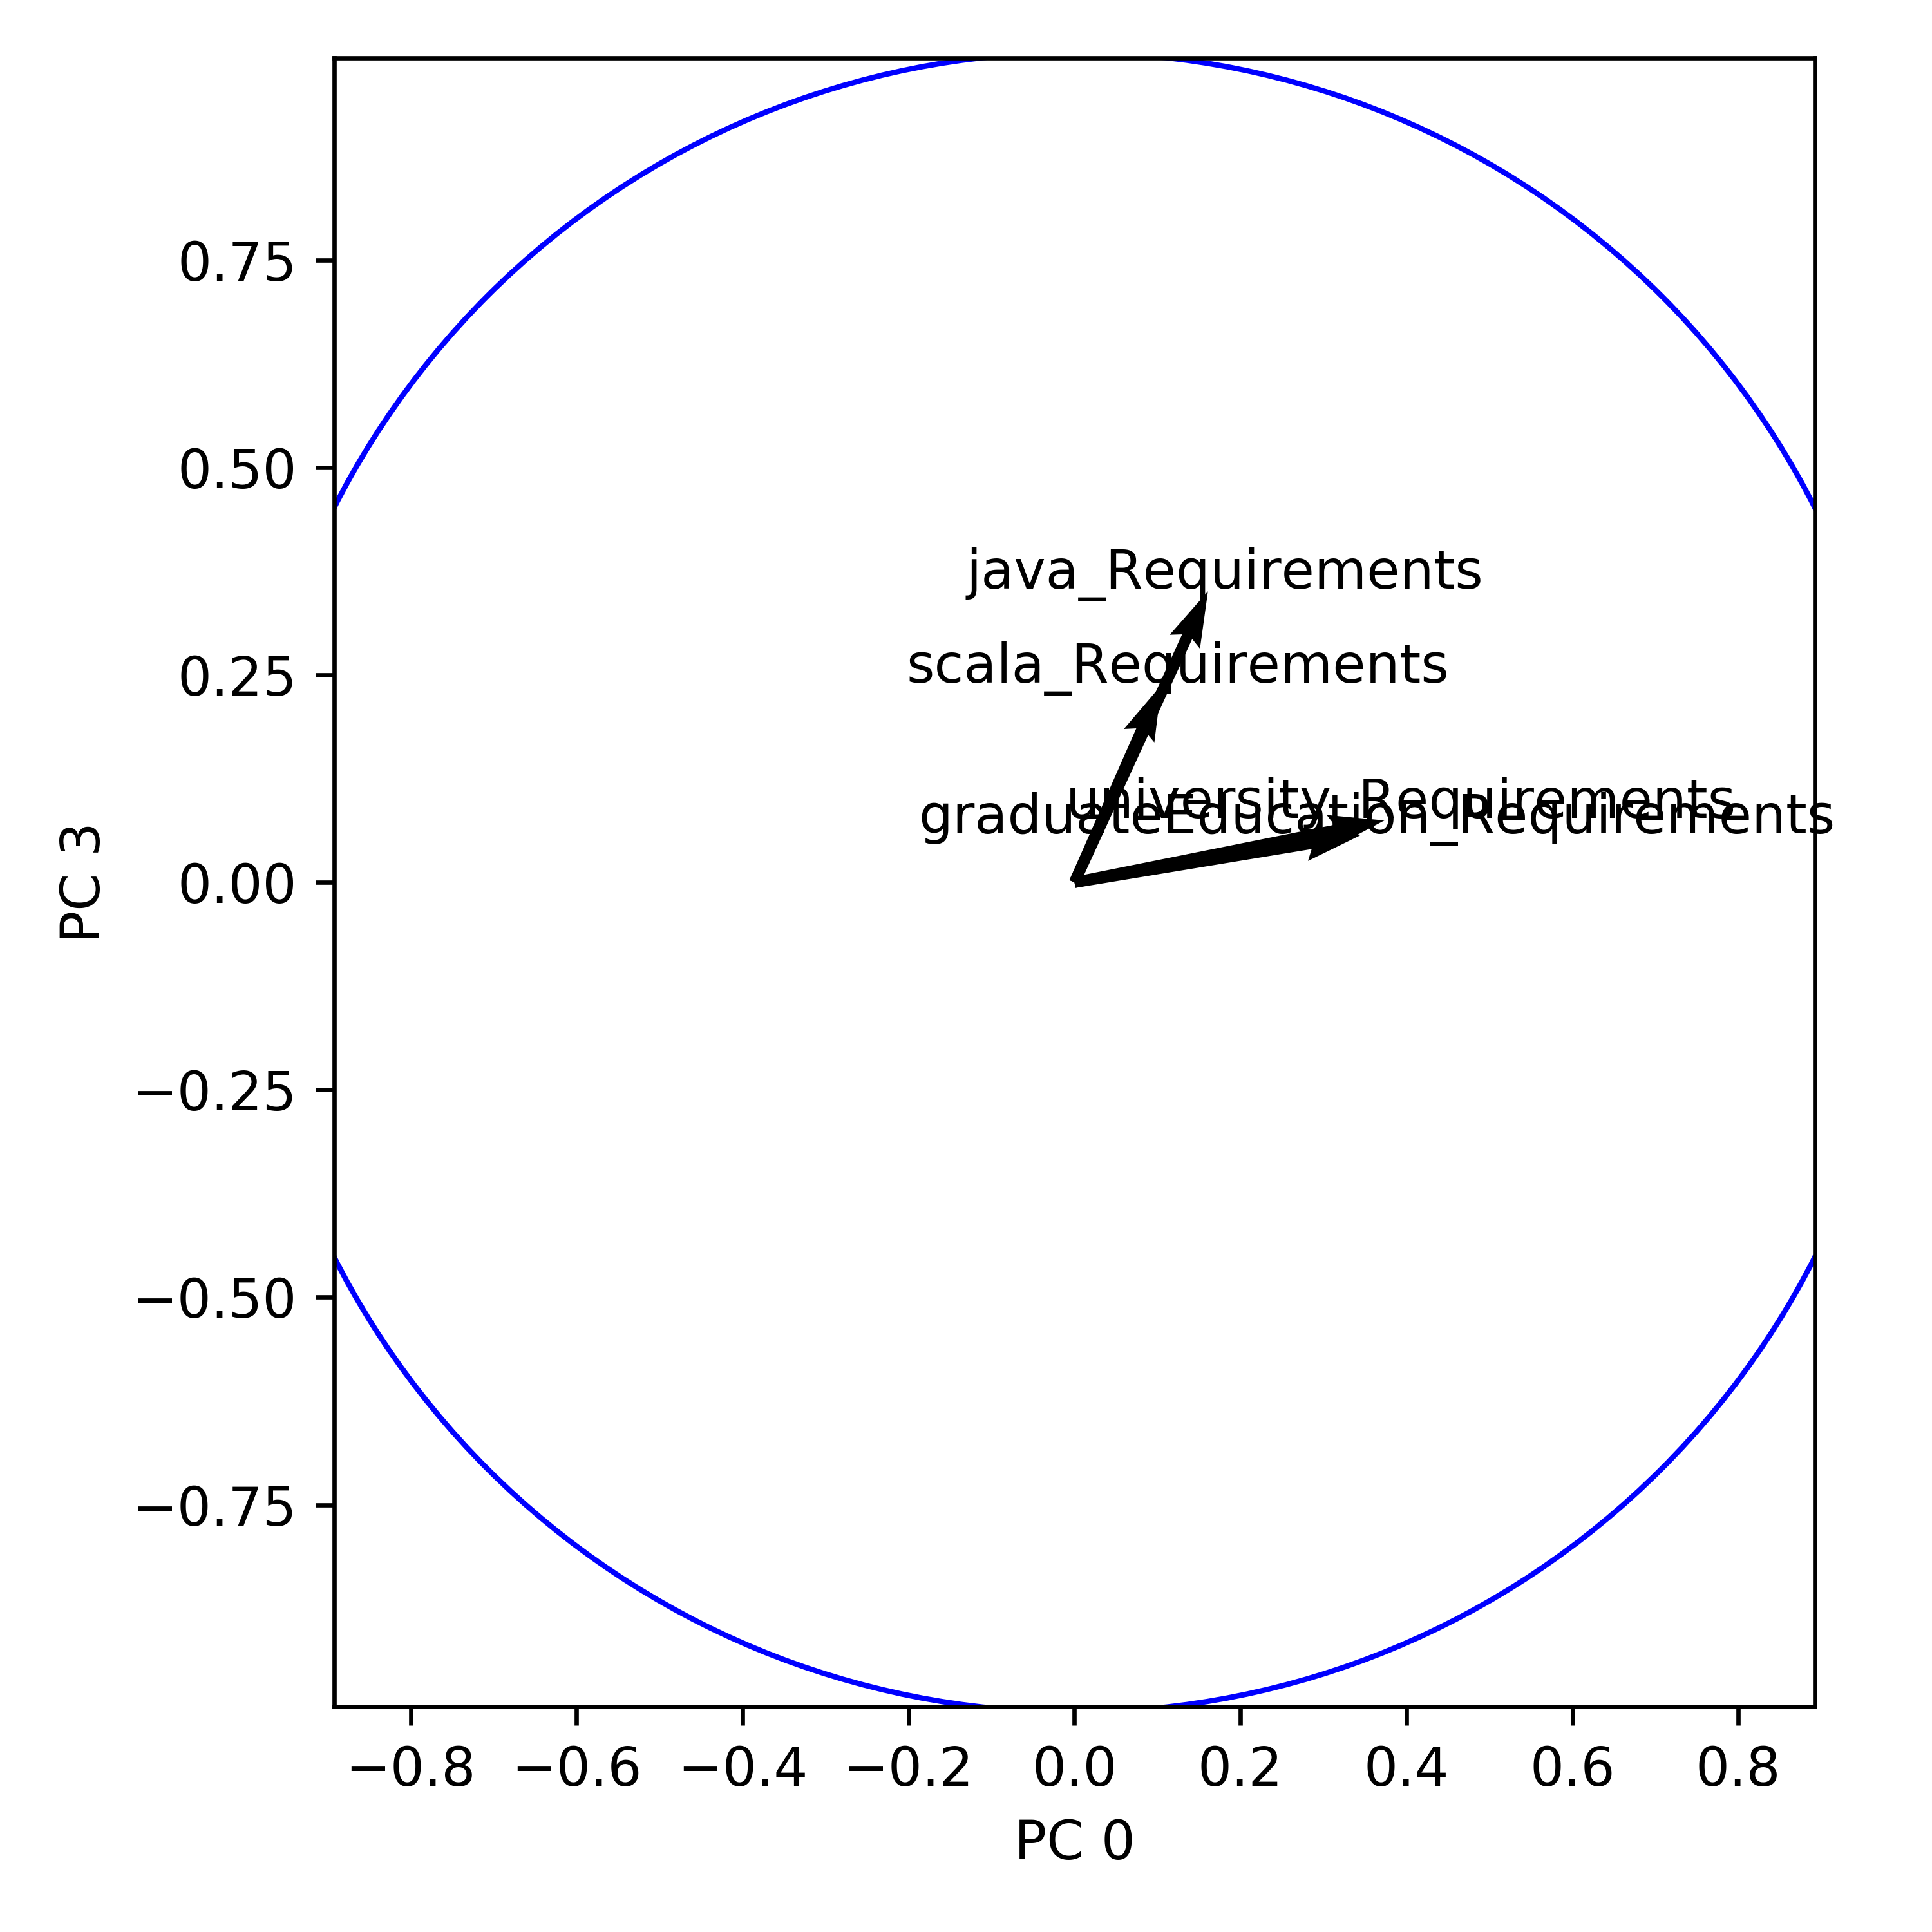 0.75
0.50
0.25
0.00
−0.25
−0.50
−0.75
PC 3
java_Requirements
scala_Requirements
university_Requirements
graduateEducation_Requirements
−0.8 −0.6 −0.4 −0.2 0.0 0.2 0.4 0.6 0.8
PC 0